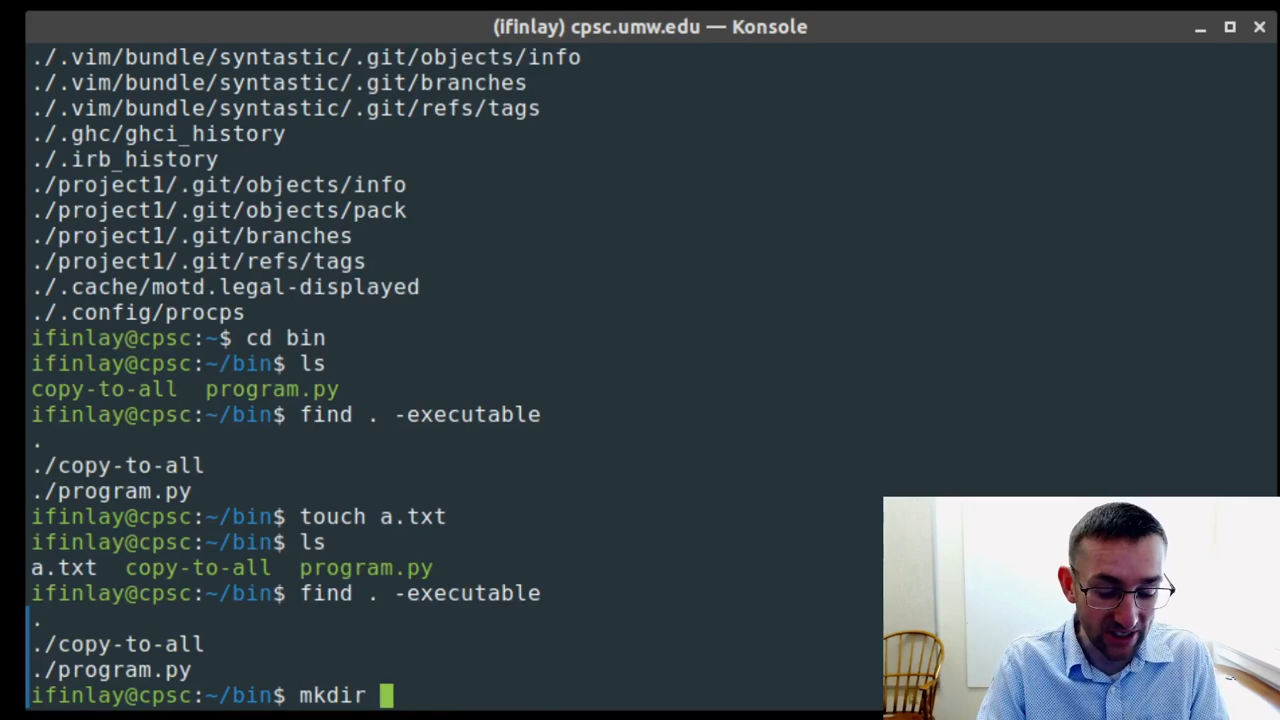 (ifinlay) cpsc.umw.edu — Konsole
./.vim/bundle/syntastic/.git/objects/info
./.vim/bundle/syntastic/.git/branches
./.vim/bundle/syntastic/.git/refs/tags
./.ghc/ghci_history
./.irb_history
./project1/.git/objects/info
./project1/.git/objects/pack
./project1/.git/branches
./project1/.git/refs/tags
./.cache/motd.legal-displayed
./.config/procps
ifinlay@cpsc:~$ cd bin
ifinlay@cpsc:~/bin$ ls
copy-to-all  program.py
ifinlay@cpsc:~/bin$ find . -executable
.
./copy-to-all
./program.py
ifinlay@cpsc:~/bin$ touch a.txt
ifinlay@cpsc:~/bin$ ls
a.txt  copy-to-all  program.py
ifinlay@cpsc:~/bin$ find . -executable
.
./copy-to-all
./program.py
ifinlay@cpsc:~/bin$ mkdir